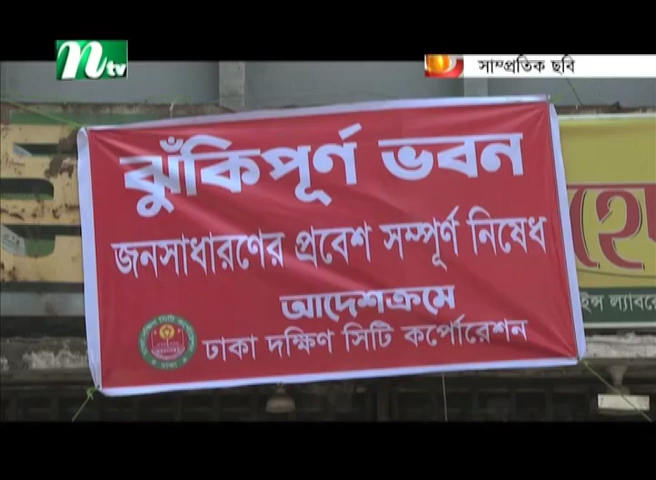 ntv
সাম্প্রতিক ছবি
ঝুঁকিপূর্ণ ভবন
জনসাধারণের প্রবেশ সম্পূর্ণ নিষেধ
আদেশক্রমে
ঢাকা দক্ষিণ সিটি কর্পোরেশন